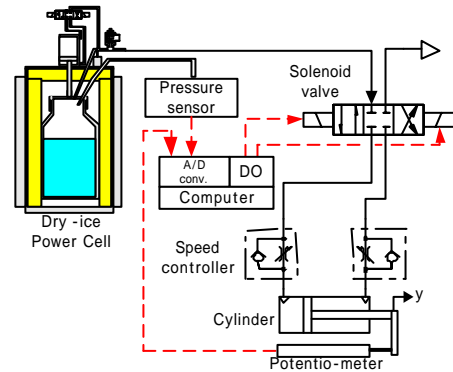 Solenoid
valve
Pressure
sensor
A/D
conv.
DO
Computer
Dry -ice
Power Cell
Speed
controller
y
Cylinder
Potentio-meter